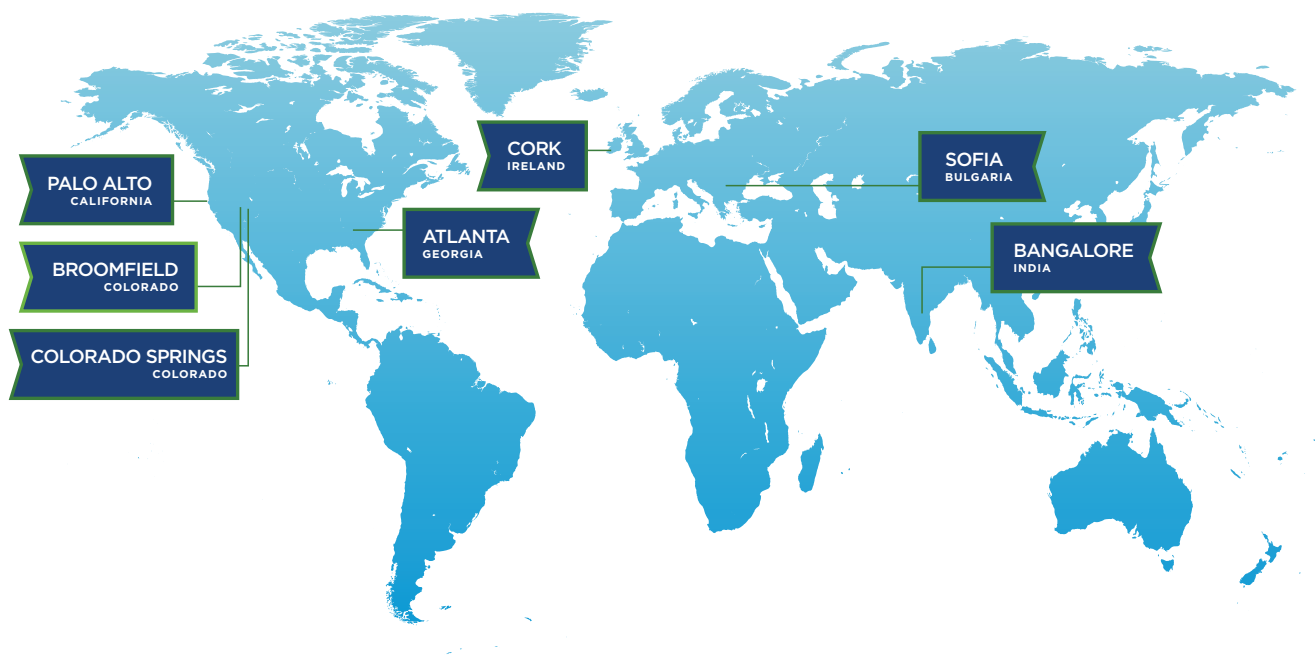 CORK
IRELAND
SOFIA
BULGARIA
PALO ALTO
CALIFORNIA
ATLANTA
GEORGIA
BANGALORE
INDIA
BROOMFIELD
COLORADO
COLORADO SPRINGS
COLORADO